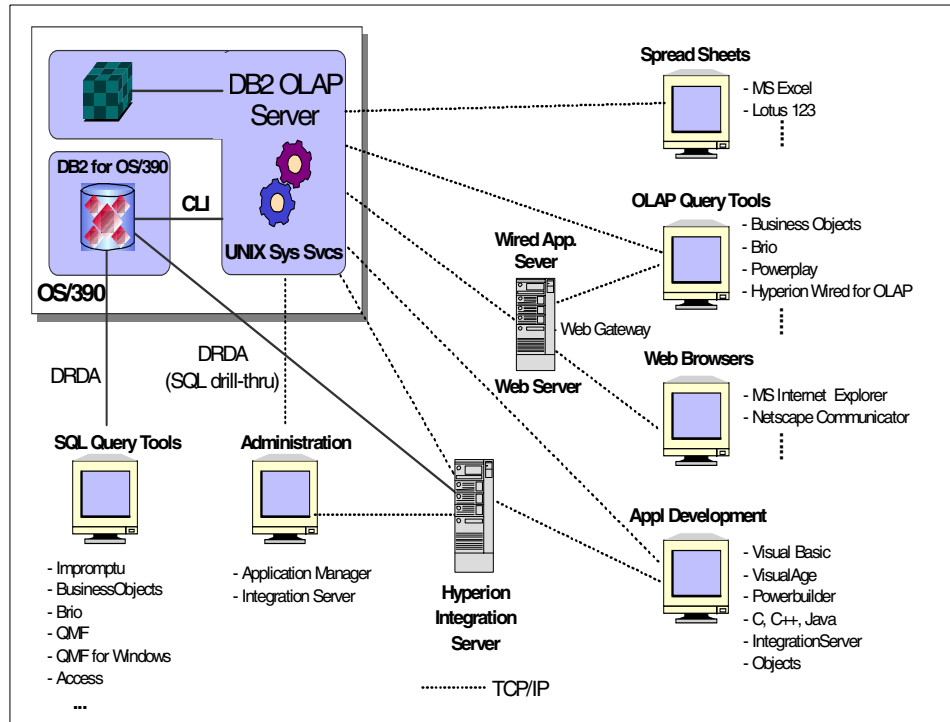 DB2 OLAP
Server
DB2 for OS/390
CLI
UNIX Sys Svcs
OS/390
Spread Sheets
- MS Excel
- Lotus 123
OLAP Query Tools
- Business Objects
- Brio
- Powerplay
- Hyperion Wired for OLAP
Wired App.
Sever
Web Gateway
Web Server
Web Browsers
- MS Internet Explorer
- Netscape Communicator
DRDA
DRDA
(SQL drill-thru)
SQL Query Tools
- Impromptu
- BusinessObjects
- Brio
- QMF
- QMF for Windows
- Access
...
Administration
- Application Manager
- Integration Server
Hyperion
Integration
Server
Appl Development
- Visual Basic
- VisualAge
- Powerbuilder
- C, C++, Java
- IntegrationServer
- Objects
TCP/IP